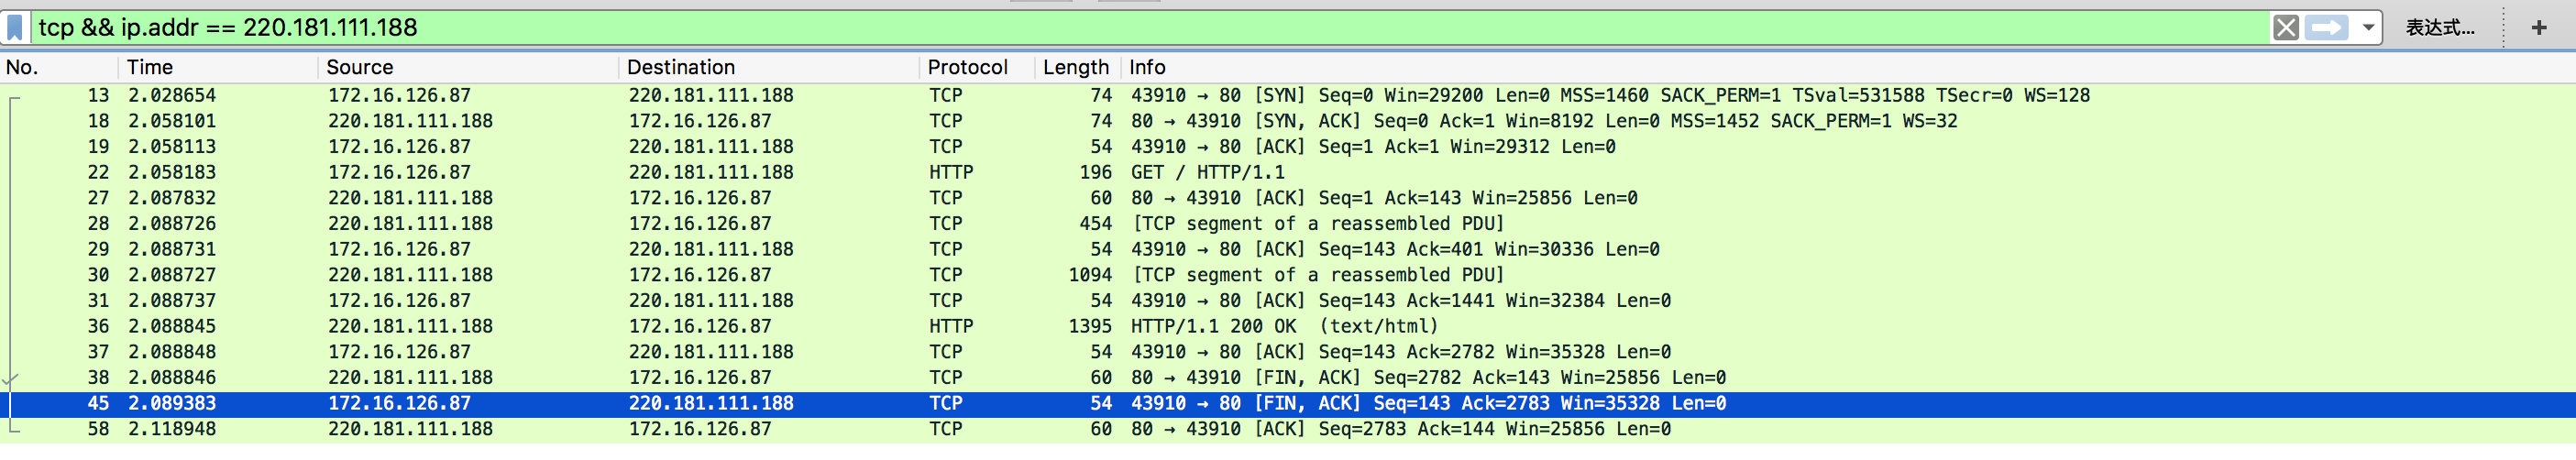 tcp && ip.addr == 220.181.111.188 表达式... +
No. Time Source Destination Protocol Length Info
13 2.028654 172.16.126.87 220.181.111.188 TCP 74 43910 → 80 [SYN] Seq=0 Win=29200 Len=0 MSS=1460 SACK_PERM=1 TSval=531588 TSecr=0 WS=128
18 2.058101 220.181.111.188 172.16.126.87 TCP 74 80 → 43910 [SYN, ACK] Seq=0 Ack=1 Win=8192 Len=0 MSS=1452 SACK_PERM=1 WS=32
19 2.058113 172.16.126.87 220.181.111.188 TCP 54 43910 → 80 [ACK] Seq=1 Ack=1 Win=29312 Len=0
22 2.058183 172.16.126.87 220.181.111.188 HTTP 196 GET / HTTP/1.1
27 2.087832 220.181.111.188 172.16.126.87 TCP 60 80 → 43910 [ACK] Seq=1 Ack=143 Win=25856 Len=0
28 2.088726 220.181.111.188 172.16.126.87 TCP 454 [TCP segment of a reassembled PDU]
29 2.088731 172.16.126.87 220.181.111.188 TCP 54 43910 → 80 [ACK] Seq=143 Ack=401 Win=30336 Len=0
30 2.088727 220.181.111.188 172.16.126.87 TCP 1094 [TCP segment of a reassembled PDU]
31 2.088737 172.16.126.87 220.181.111.188 TCP 54 43910 → 80 [ACK] Seq=143 Ack=1441 Win=32384 Len=0
36 2.088845 220.181.111.188 172.16.126.87 HTTP 1395 HTTP/1.1 200 OK (text/html)
37 2.088848 172.16.126.87 220.181.111.188 TCP 54 43910 → 80 [ACK] Seq=143 Ack=2782 Win=35328 Len=0
38 2.088846 220.181.111.188 172.16.126.87 TCP 60 80 → 43910 [FIN, ACK] Seq=2782 Ack=143 Win=25856 Len=0
45 2.089383 172.16.126.87 220.181.111.188 TCP 54 43910 → 80 [FIN, ACK] Seq=143 Ack=2783 Win=35328 Len=0
58 2.118948 220.181.111.188 172.16.126.87 TCP 60 80 → 43910 [ACK] Seq=2783 Ack=144 Win=25856 Len=0